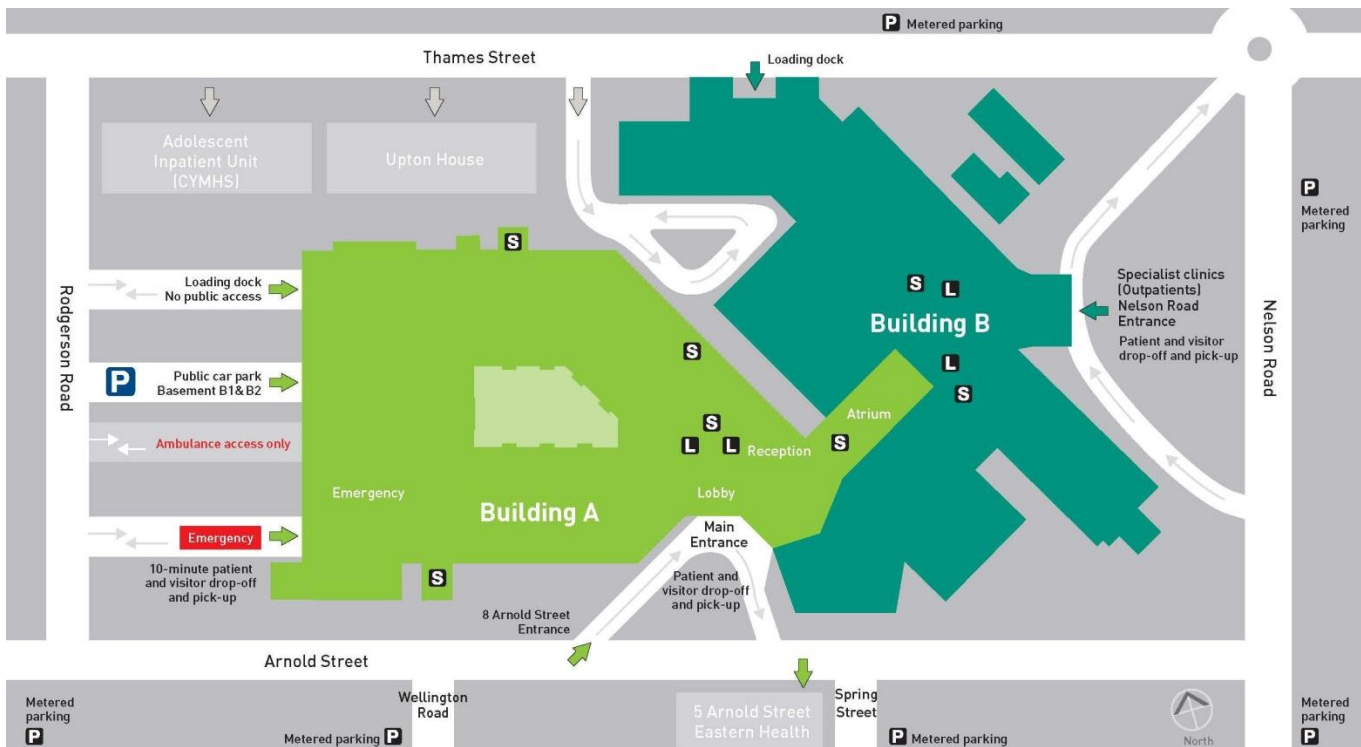 P Metered parking
Thames Street
Loading dock
Adolescent
Inpatient Unit
(CYMHS)
Upton House
P
Metered
parking
S
Loading dock
No public access
Rodgerson Road
Specialist clinics
(Outpatients)
Nelson Road
Entrance
Patient and visitor
drop-off and pick-up
Nelson Road
S
L
Building B
S
L
S
P
Public car park
Basement B1& B2
Atrium
S
S
L
L
Reception
Ambulance access only
Emergency
Building A
Lobby
Main
Entrance
Emergency
10-minute patient
and visitor drop-off
and pick-up
S
Patient and
visitor drop-off
and pick-up
8 Arnold Street
Entrance
Arnold Street
Metered
parking
P
Wellington
Road
Metered parking P
5 Arnold Street
Eastern Health
Spring
Street
P Metered parking
North
Metered
parking
P